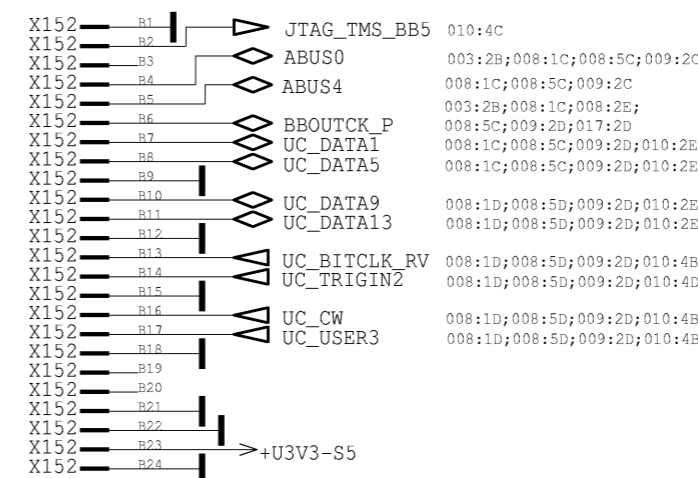 X152 B1 JTAG_TMS_BB5 010:4C
X152 B2
X152 B3 ABUS0 003:2B;008:1C;008:5C;009:2C
X152 B4 ABUS4 008:1C;008:5C;009:2C
X152 B5 003:2B;008:1C;008:2E;
X152 B6 BBOUTCK_P 008:5C;009:2D;017:2D
X152 B7 UC_DATA1 008:1C;008:5C;009:2D;010:2E
X152 B8 UC_DATA5 008:1C;008:5C;009:2D;010:2E
X152 B9
X152 B10 UC_DATA9 008:1D;008:5D;009:2D;010:2E
X152 B11 UC_DATA13 008:1D;008:5D;009:2D;010:2E
X152 B12
X152 B13 UC_BITCLK_RV 008:1D;008:5D;009:2D;010:4B
X152 B14 UC_TRIGIN2 008:1D;008:5D;009:2D;010:4D
X152 B15
X152 B16 UC_CW 008:1D;008:5D;009:2D;010:4B
X152 B17 UC_USER3 008:1D;008:5D;009:2D;010:4B
X152 B18
X152 B19
X152 B20
X152 B21
X152 B22
X152 B23 +U3V3-S5
X152 B24